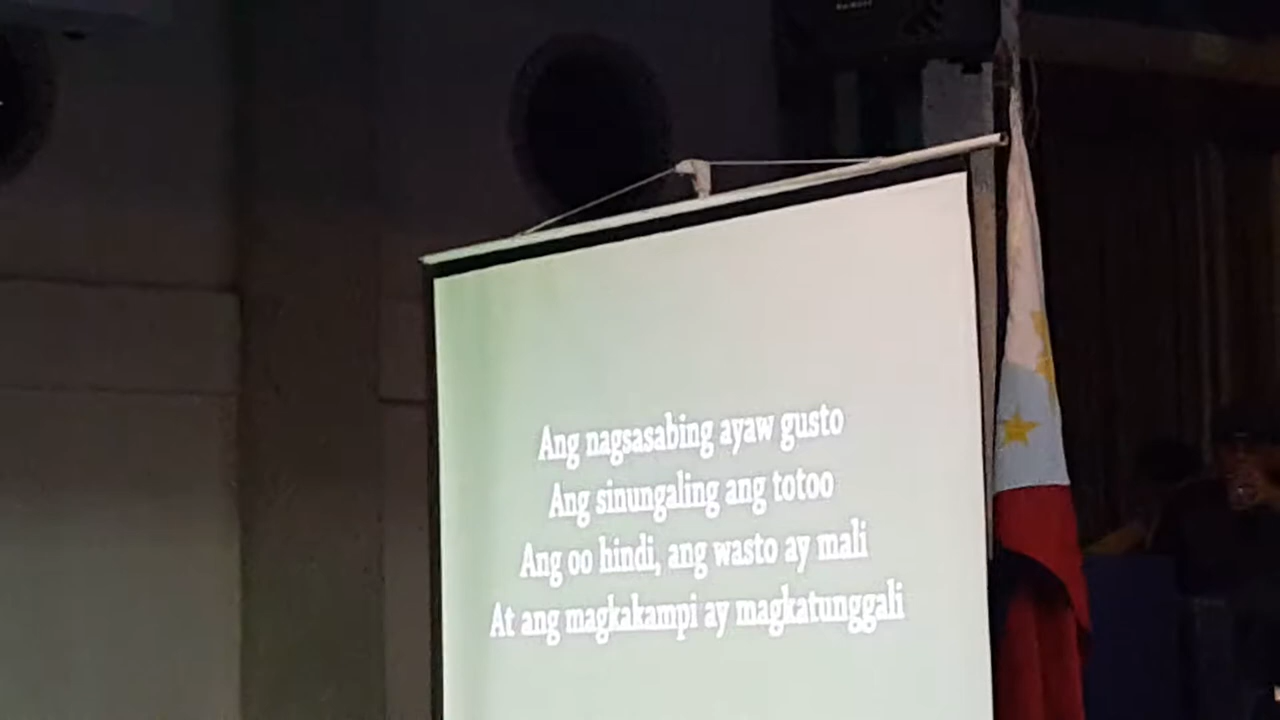 Ang nagsasabing ayaw gusto
Ang sinungaling ang totoo
Ang oo hindi, ang wasto ay mali
At ang magkakampi ay magkatunggali